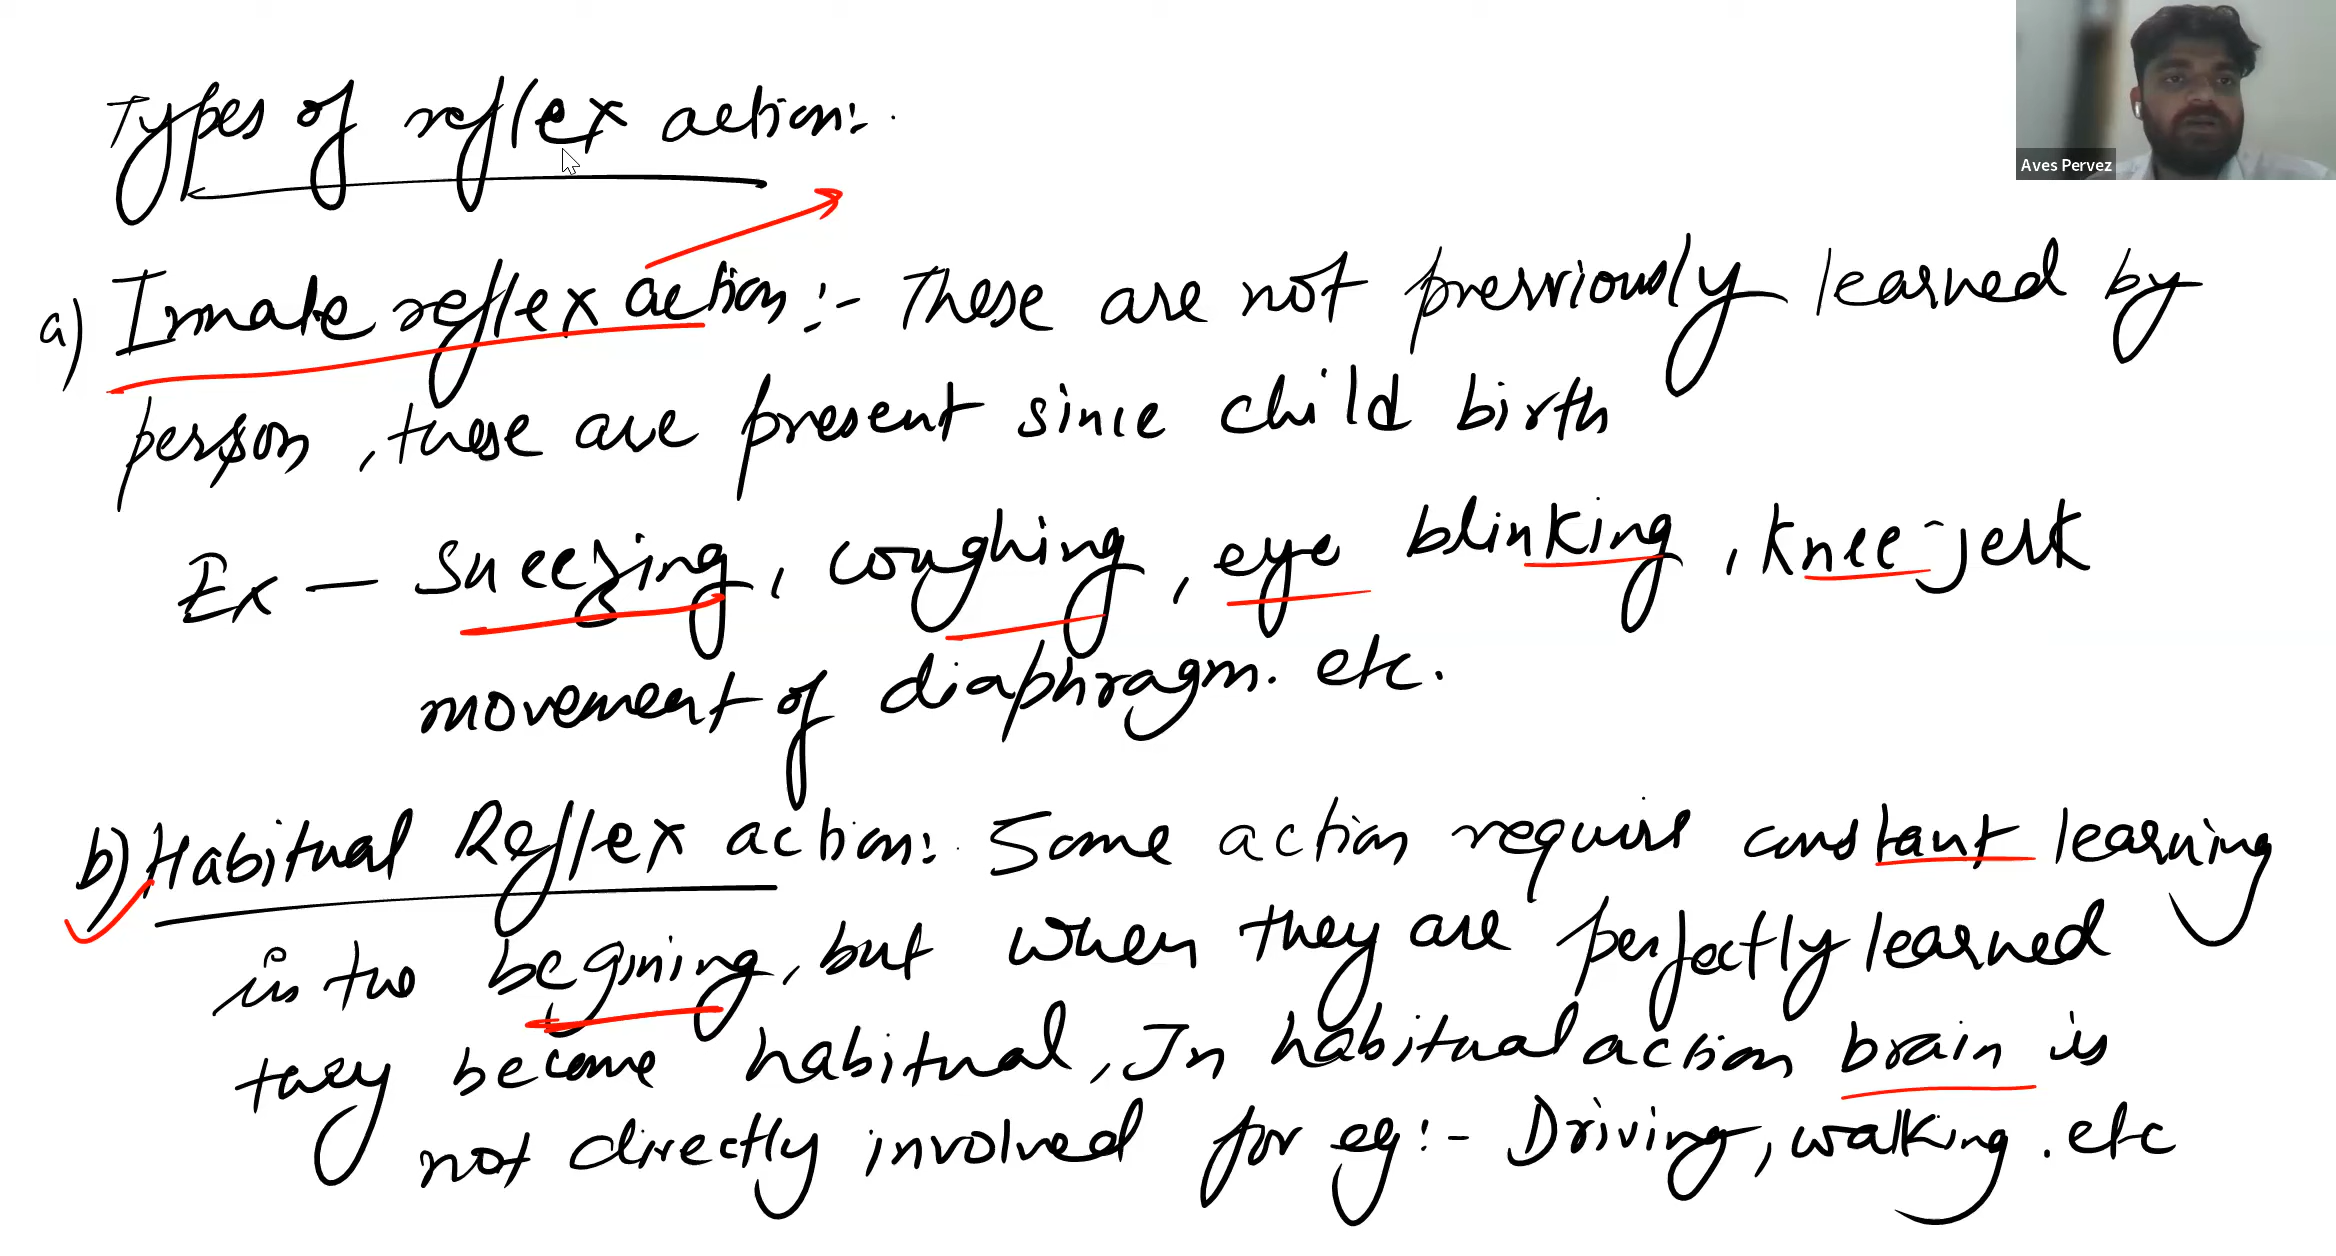 Types of reflex action:-
Aves Pervez
a) Innate reflex action :- These are not previously learned by
person, these are present since child birth
Ex - Sneezing, coughing, eye blinking, knee-jerk
movement of diaphragm. etc.
b) Habitual Reflex action: Some action require constant learning
in the begining, but when they are perfectly learned
they become habitual, In habitual action brain is
not directly involved for eg:- Driving, walking. etc